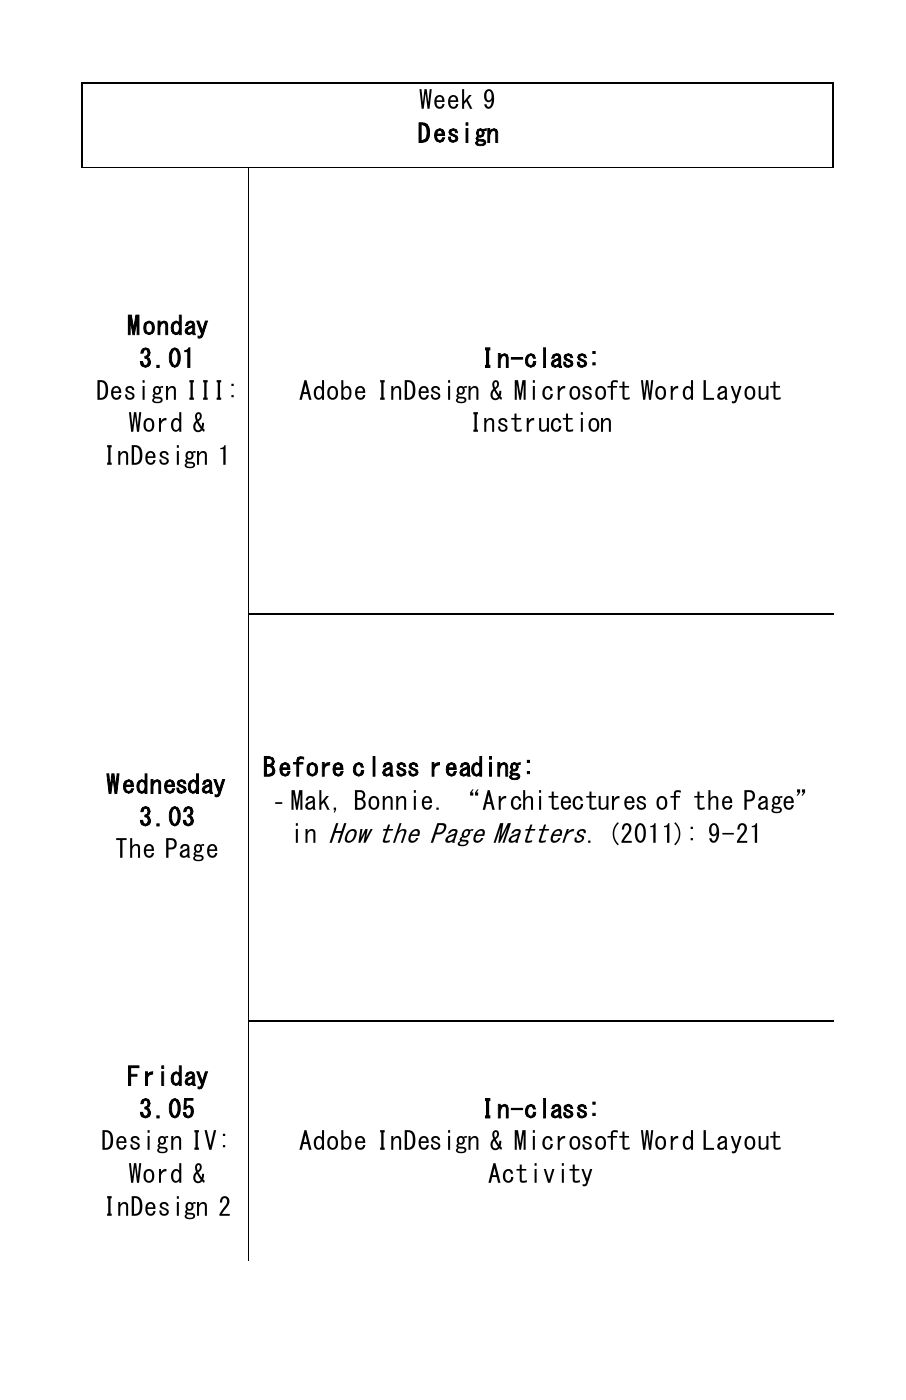 Week 9
Design
Monday
3.01
Design III:
Word &
InDesign 1
In-class:
Adobe InDesign & Microsoft Word Layout
Instruction
Wednesday
3.03
The Page
Before class reading:
- Mak, Bonnie. “Architectures of the Page”
in How the Page Matters. (2011): 9-21
Friday
3.05
Design IV:
Word &
InDesign 2
In-class:
Adobe InDesign & Microsoft Word Layout
Activity